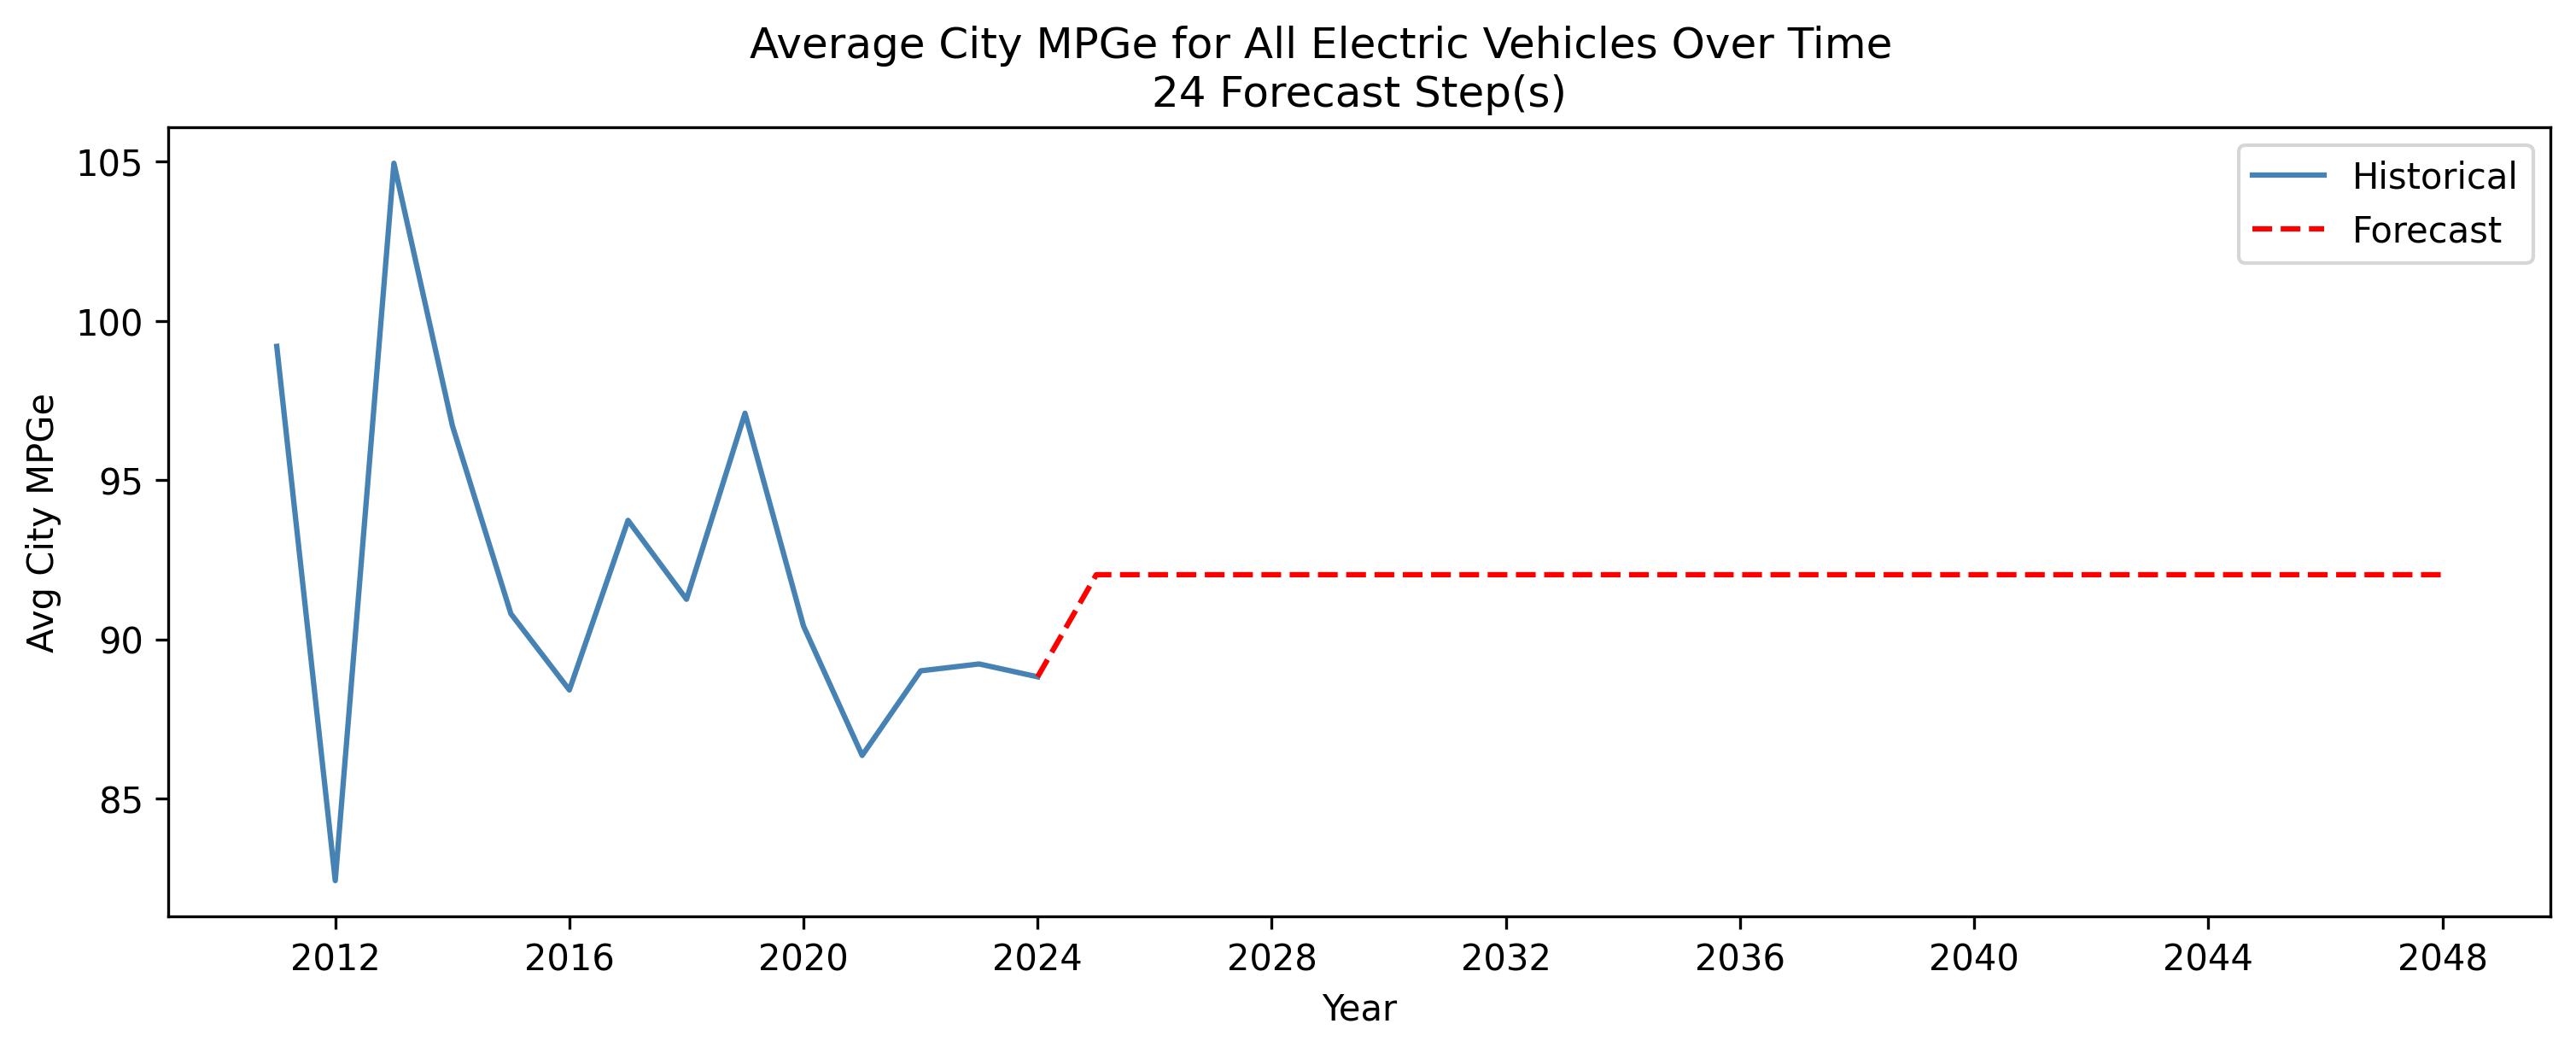 Average City MPGe for All Electric Vehicles Over Time
24 Forecast Step(s)
105
100
95
90
85
Avg City MPGe
Historical
Forecast
2012
2016
2020
2024
2028
2032
2036
2040
2044
2048
Year